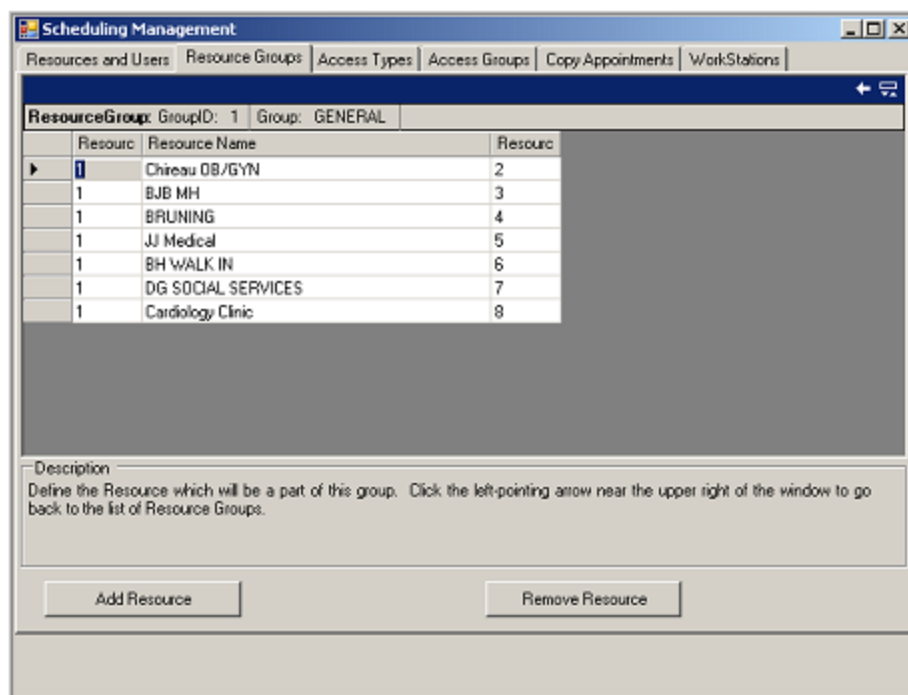 Scheduling Management
Resources and Users Resource Groups Access Types Access Groups Copy Appointments WorkStations
ResourceGroup: GroupID: 1 Group: GENERAL
Resourc Resource Name Resourc
1 Chireau OB/GYN 2
1 BJB MH 3
1 BRUNING 4
1 JJ Medical 5
1 BH WALK IN 6
1 DG SOCIAL SERVICES 7
1 Cardiology Clinic 8
Description
Define the Resource which will be a part of this group. Click the left-pointing arrow near the upper right of the window to go
back to the list of Resource Groups.
Add Resource Remove Resource